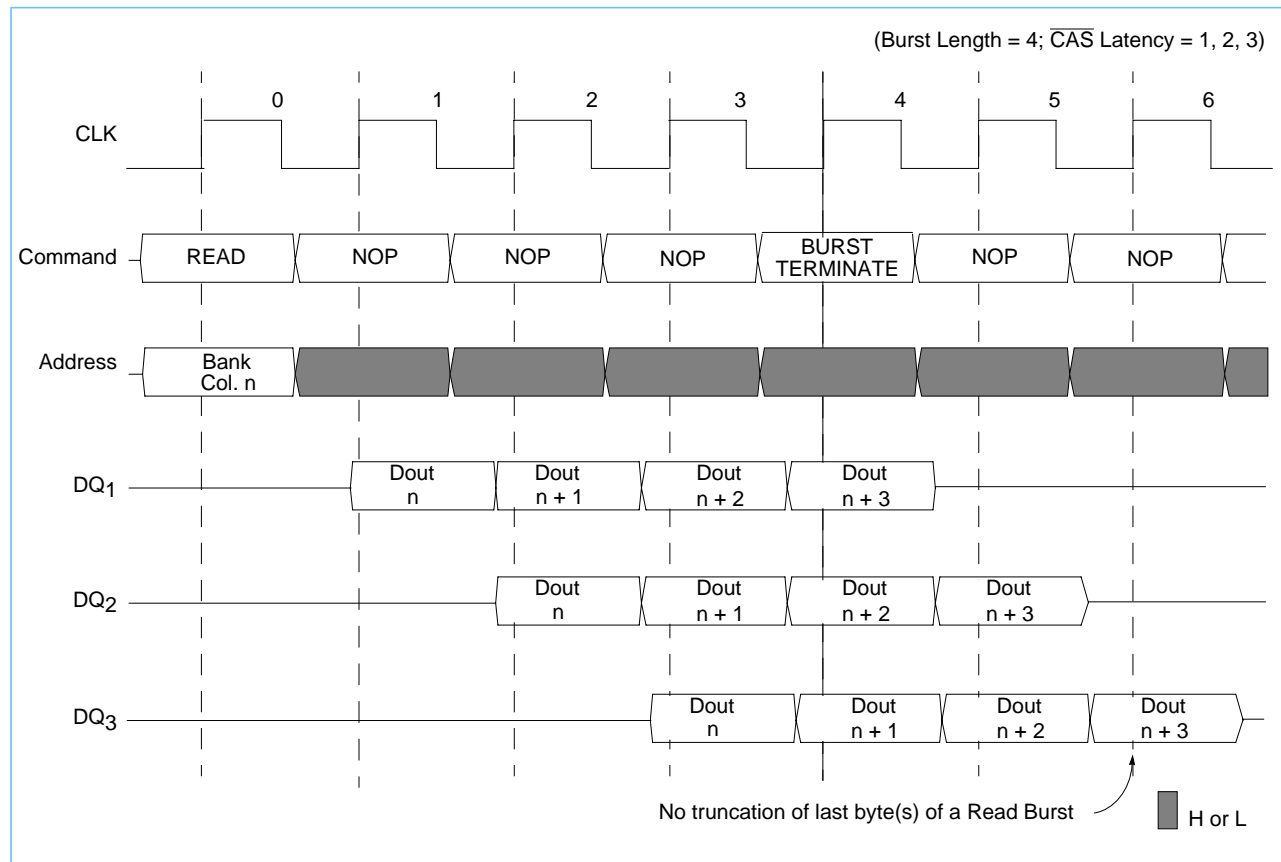 (Burst Length = 4; CAS Latency = 1, 2, 3)
0 1 2 3 4 5 6
CLK
Command READ NOP NOP NOP BURST TERMINATE NOP NOP
Address Bank Col. n
DQ1 Dout n Dout n + 1 Dout n + 2 Dout n + 3
DQ2 Dout n Dout n + 1 Dout n + 2 Dout n + 3
DQ3 Dout n Dout n + 1 Dout n + 2 Dout n + 3
No truncation of last byte(s) of a Read Burst
H or L